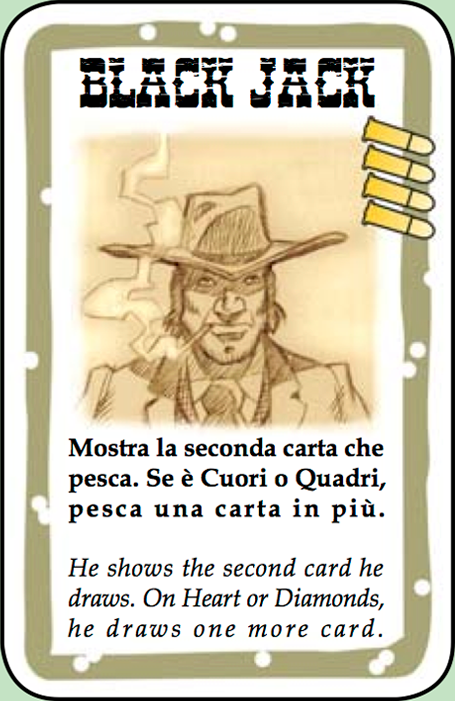 BLACK JACK
Mostra la seconda carta che
pesca. Se è Cuori o Quadri,
pesca una carta in più.
He shows the second card he
draws. On Heart or Diamonds,
he draws one more card.